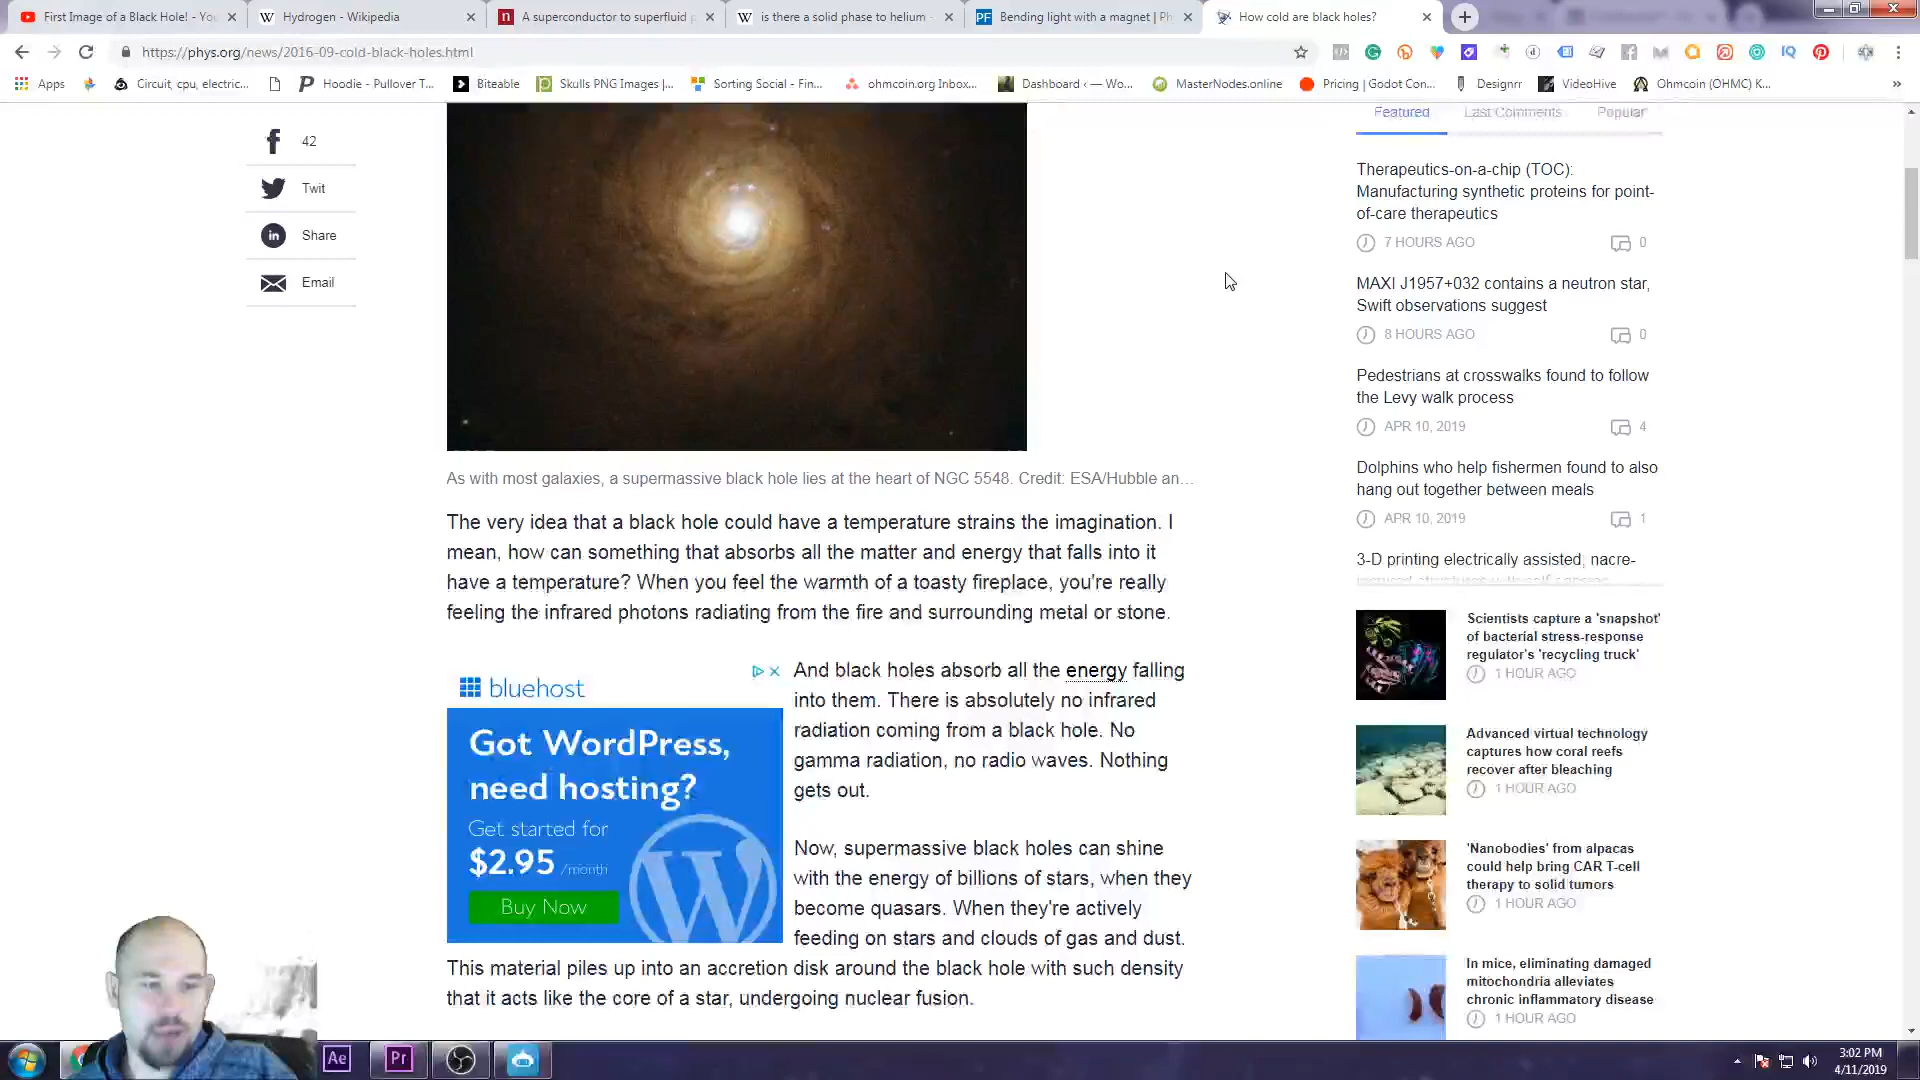 First Image of a Black Hole! - You
Hydrogen - Wikipedia
A superconductor to superfluid p
is there a solid phase to helium -
Bending light with a magnet | Ph
How cold are black holes?
https://phys.org/news/2016-09-cold-black-holes.html
Apps
Circuit, cpu, electric...
Hoodie - Pullover T...
Biteable
Skulls PNG Images |...
Sorting Social - Fin...
ohmcoin.org Inbox...
Dashboard ‹ — Wo...
MasterNodes.online
Pricing | Godot Con...
Designrr
VideoHive
Ohmcoin (OHMC) K...
»
42
Twit
Share
Email
Featured
Last Comments
Popular
As with most galaxies, a supermassive black hole lies at the heart of NGC 5548. Credit: ESA/Hubble an...
The very idea that a black hole could have a temperature strains the imagination. I
mean, how can something that absorbs all the matter and energy that falls into it
have a temperature? When you feel the warmth of a toasty fireplace, you're really
feeling the infrared photons radiating from the fire and surrounding metal or stone.
bluehost
Got WordPress,
need hosting?
Get started for
$2.95 /month
Buy Now
And black holes absorb all the energy falling
into them. There is absolutely no infrared
radiation coming from a black hole. No
gamma radiation, no radio waves. Nothing
gets out.
Now, supermassive black holes can shine
with the energy of billions of stars, when they
become quasars. When they're actively
feeding on stars and clouds of gas and dust.
This material piles up into an accretion disk around the black hole with such density
that it acts like the core of a star, undergoing nuclear fusion.
Therapeutics-on-a-chip (TOC):
Manufacturing synthetic proteins for point-
of-care therapeutics
7 HOURS AGO
0
MAXI J1957+032 contains a neutron star,
Swift observations suggest
8 HOURS AGO
0
Pedestrians at crosswalks found to follow
the Levy walk process
APR 10, 2019
4
Dolphins who help fishermen found to also
hang out together between meals
APR 10, 2019
1
3-D printing electrically assisted, nacre-
Scientists capture a 'snapshot'
of bacterial stress-response
regulator's 'recycling truck'
1 HOUR AGO
Advanced virtual technology
captures how coral reefs
recover after bleaching
1 HOUR AGO
'Nanobodies' from alpacas
could help bring CAR T-cell
therapy to solid tumors
1 HOUR AGO
In mice, eliminating damaged
mitochondria alleviates
chronic inflammatory disease
1 HOUR AGO
Ae
Pr
3:02 PM
4/11/2019